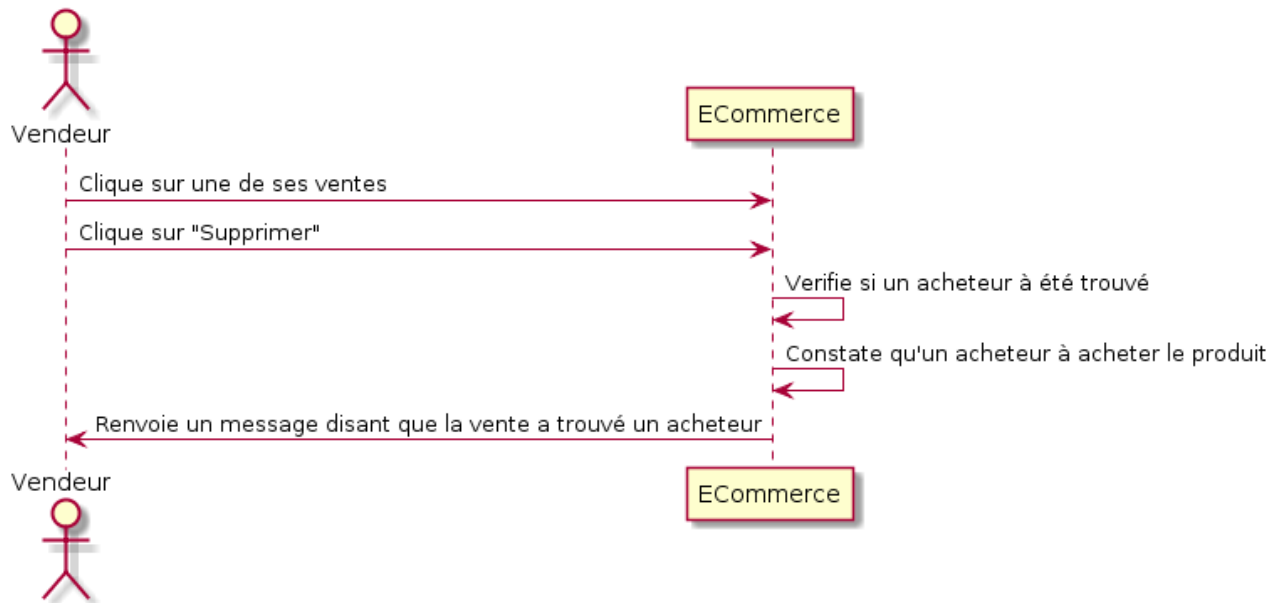 Vendeur
ECommerce
Clique sur une de ses ventes
Clique sur "Supprimer"
Verifie si un acheteur à été trouvé
Constate qu'un acheteur à acheter le produit
Renvoie un message disant que la vente a trouvé un acheteur
Vendeur
ECommerce